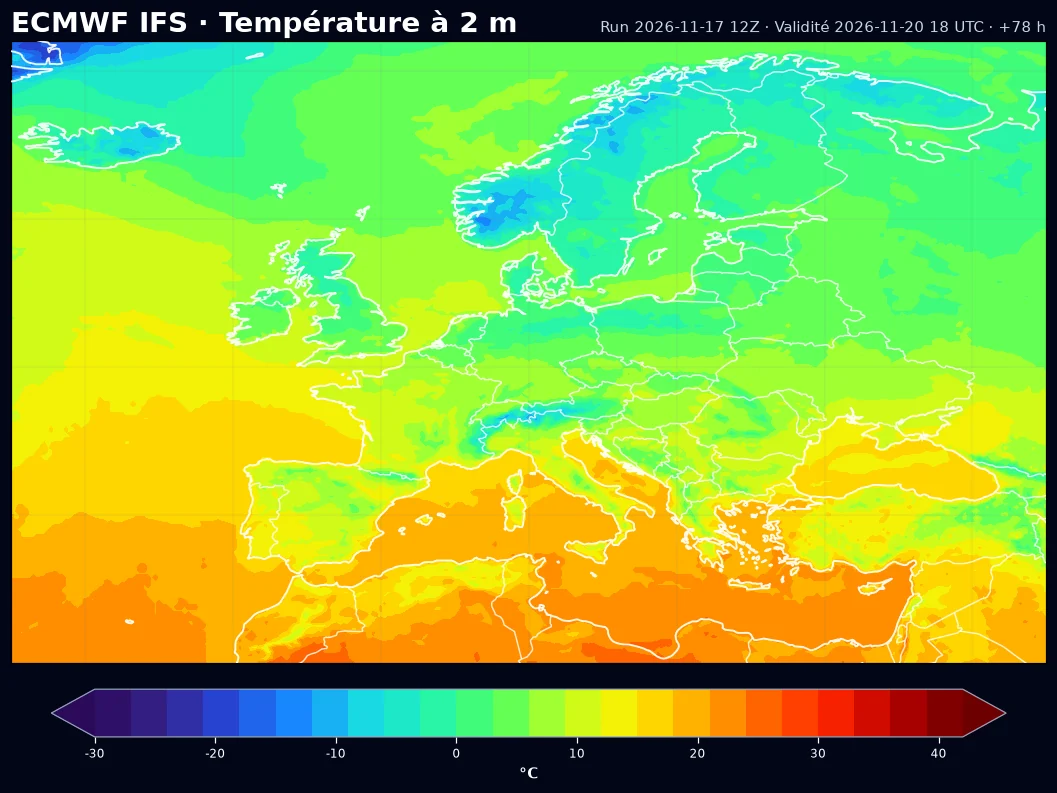 ECMWF IFS · Température à 2 m
Run 2026-11-17 12Z · Validité 2026-11-20 18 UTC · +78 h
-30 -20 -10 0 10 20 30 40
°C